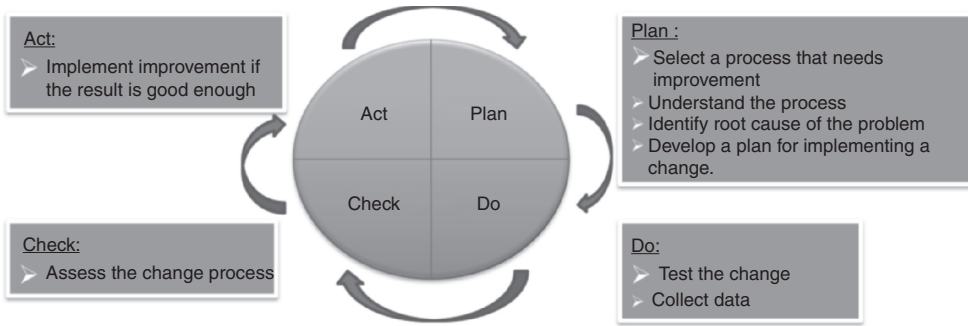 Act:
Implement improvement if
the result is good enough
Plan :
Select a process that needs
improvement
Understand the process
Identify root cause of the problem
Develop a plan for implementing a
change.
Act
Plan
Check
Do
Check:
Assess the change process
Do:
Test the change
Collect data